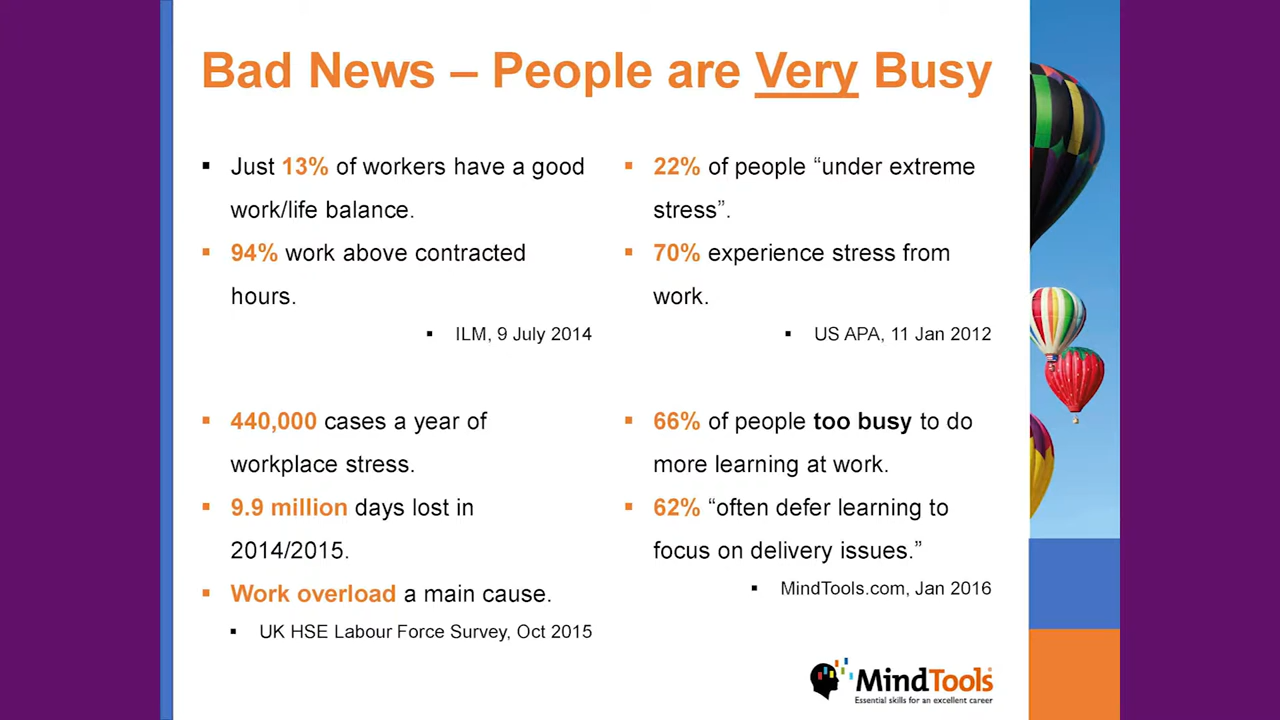 Bad News – People are Very Busy
▪ Just 13% of workers have a good
work/life balance.
▪ 94% work above contracted
hours.
▪ ILM, 9 July 2014
▪ 22% of people “under extreme
stress”.
▪ 70% experience stress from
work.
▪ US APA, 11 Jan 2012
▪ 440,000 cases a year of
workplace stress.
▪ 9.9 million days lost in
2014/2015.
▪ Work overload a main cause.
▪ UK HSE Labour Force Survey, Oct 2015
▪ 66% of people too busy to do
more learning at work.
▪ 62% “often defer learning to
focus on delivery issues.”
▪ MindTools.com, Jan 2016
MindTools®
Essential skills for an excellent career